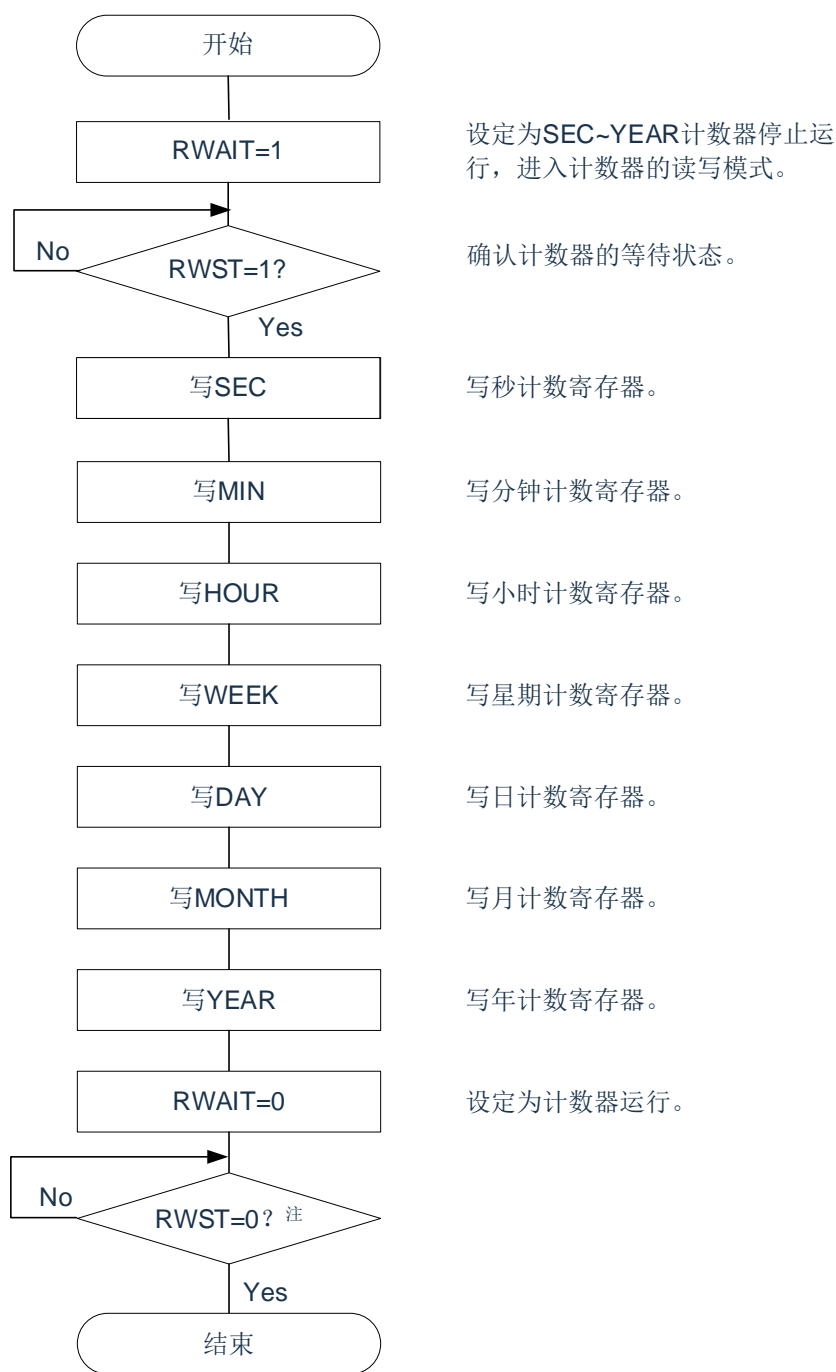 开始
RWAIT=1
设定为SEC~YEAR计数器停止运
行，进入计数器的读写模式。
No
RWST=1?
确认计数器的等待状态。
Yes
写SEC
写秒计数寄存器。
写MIN
写分钟计数寄存器。
写HOUR
写小时计数寄存器。
写WEEK
写星期计数寄存器。
写DAY
写日计数寄存器。
写MONTH
写月计数寄存器。
写YEAR
写年计数寄存器。
RWAIT=0
设定为计数器运行。
No
RWST=0？注
Yes
结束